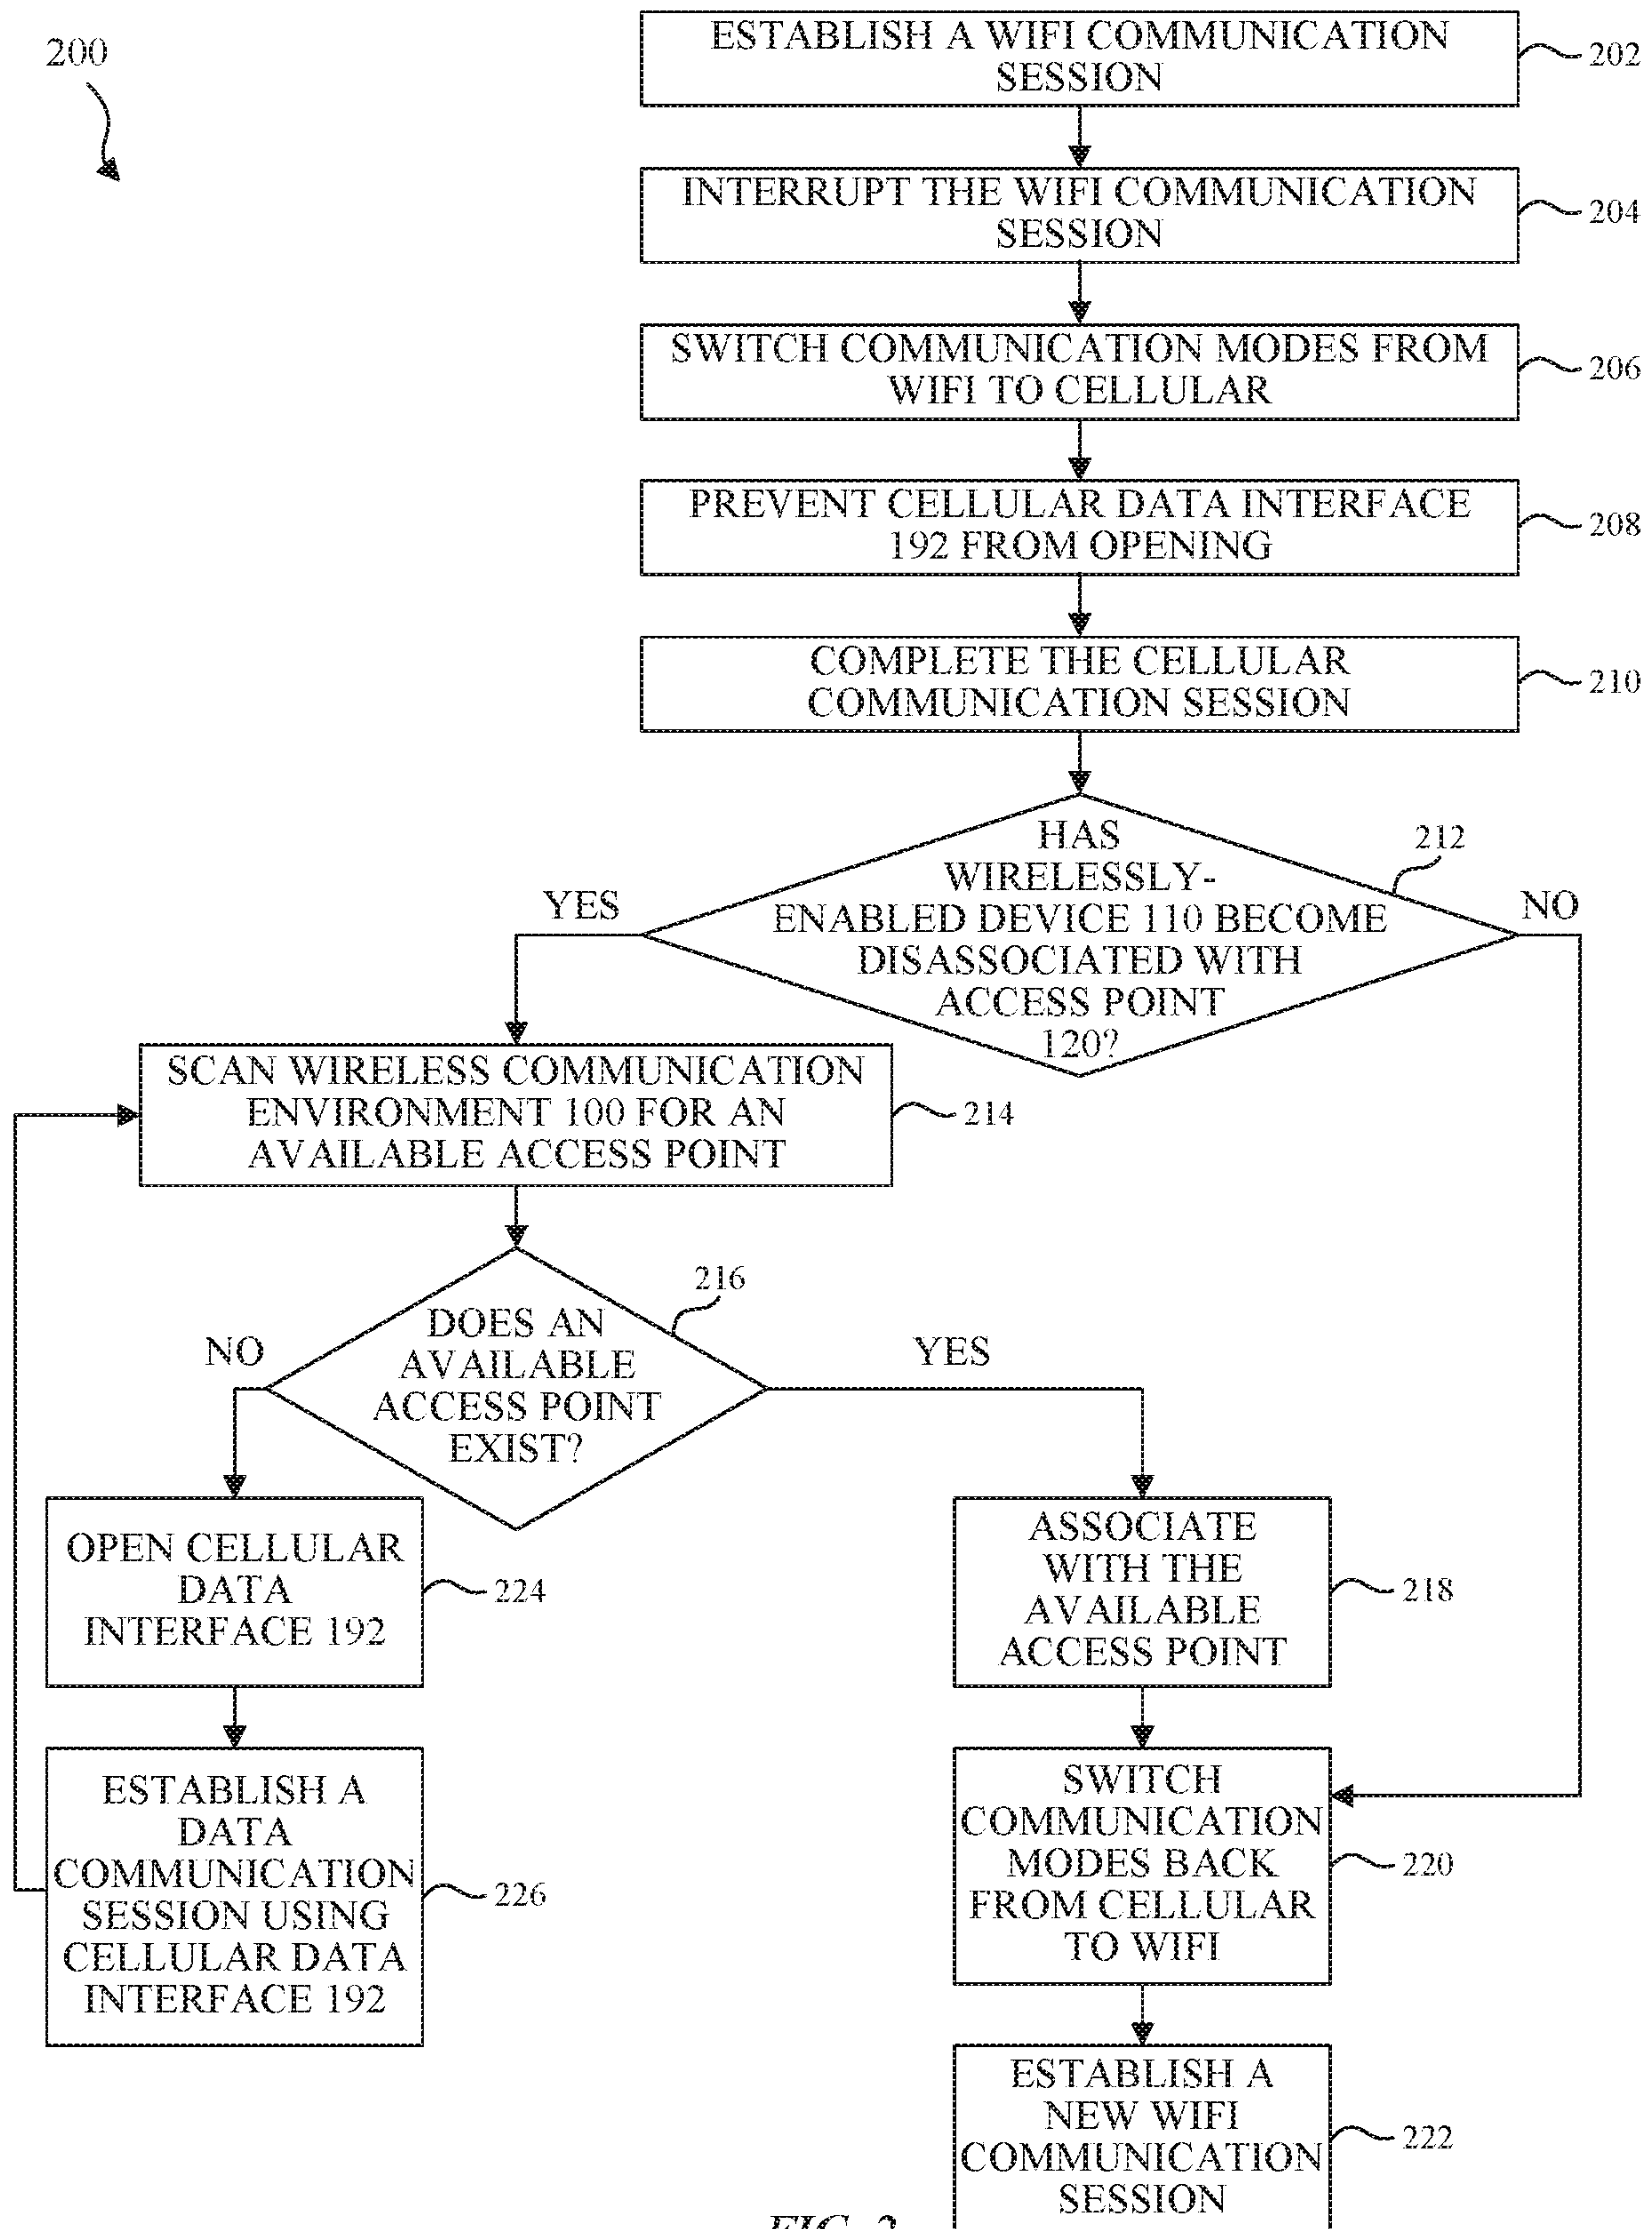 200
ESTABLISH A WIFI COMMUNICATION
SESSION
202
INTERRUPT THE WIFI COMMUNICATION
SESSION
204
SWITCH COMMUNICATION MODES FROM
WIFI TO CELLULAR
206
PREVENT CELLULAR DATA INTERFACE
192 FROM OPENING
208
COMPLETE THE CELLULAR
COMMUNICATION SESSION
210
HAS
WIRELESSLY-
ENABLED DEVICE 110 BECOME
DISASSOCIATED WITH
ACCESS POINT
120?
212
YES
NO
SCAN WIRELESS COMMUNICATION
ENVIRONMENT 100 FOR AN
AVAILABLE ACCESS POINT
214
DOES AN
AVAILABLE
ACCESS POINT
EXIST?
216
NO
YES
OPEN CELLULAR
DATA
INTERFACE 192
224
ASSOCIATE
WITH THE
AVAILABLE
ACCESS POINT
218
ESTABLISH A
DATA
COMMUNICATION
SESSION USING
CELLULAR DATA
INTERFACE 192
226
SWITCH
COMMUNICATION
MODES BACK
FROM CELLULAR
TO WIFI
220
ESTABLISH A
NEW WIFI
COMMUNICATION
SESSION
222
FIG. 2